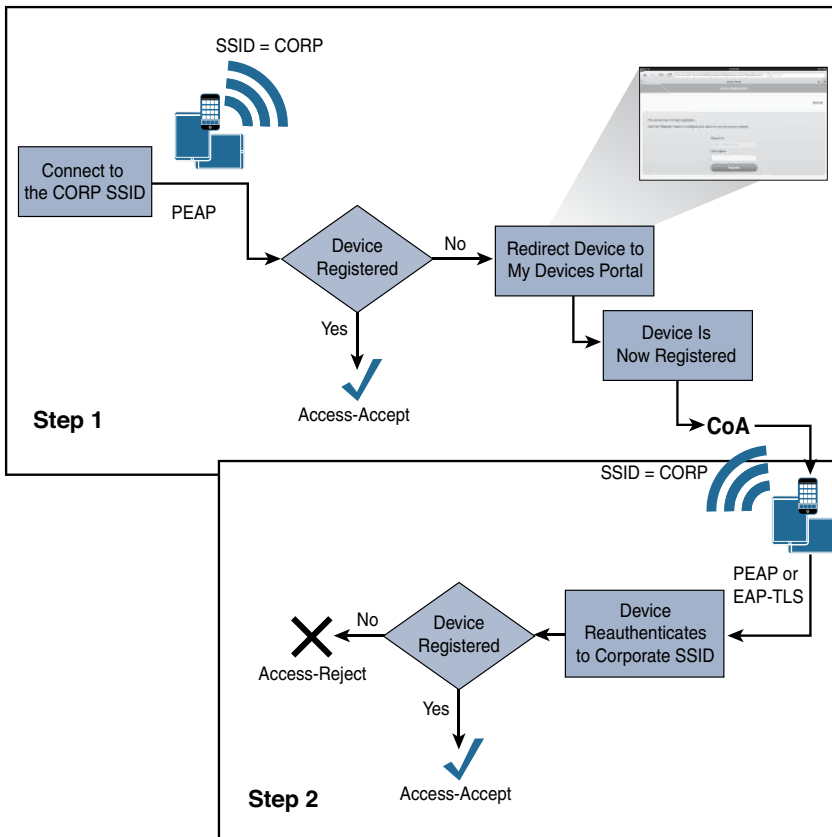 SSID = CORP
Connect to
the CORP SSID
PEAP
Device
Registered
No
Redirect Device to
My Devices Portal
Yes
Access-Accept
Device Is
Now Registered
CoA
Step 1
SSID = CORP
PEAP or
EAP-TLS
Device
Reauthenticates
to Corporate SSID
Device
Registered
No
Access-Reject
Yes
Access-Accept
Step 2